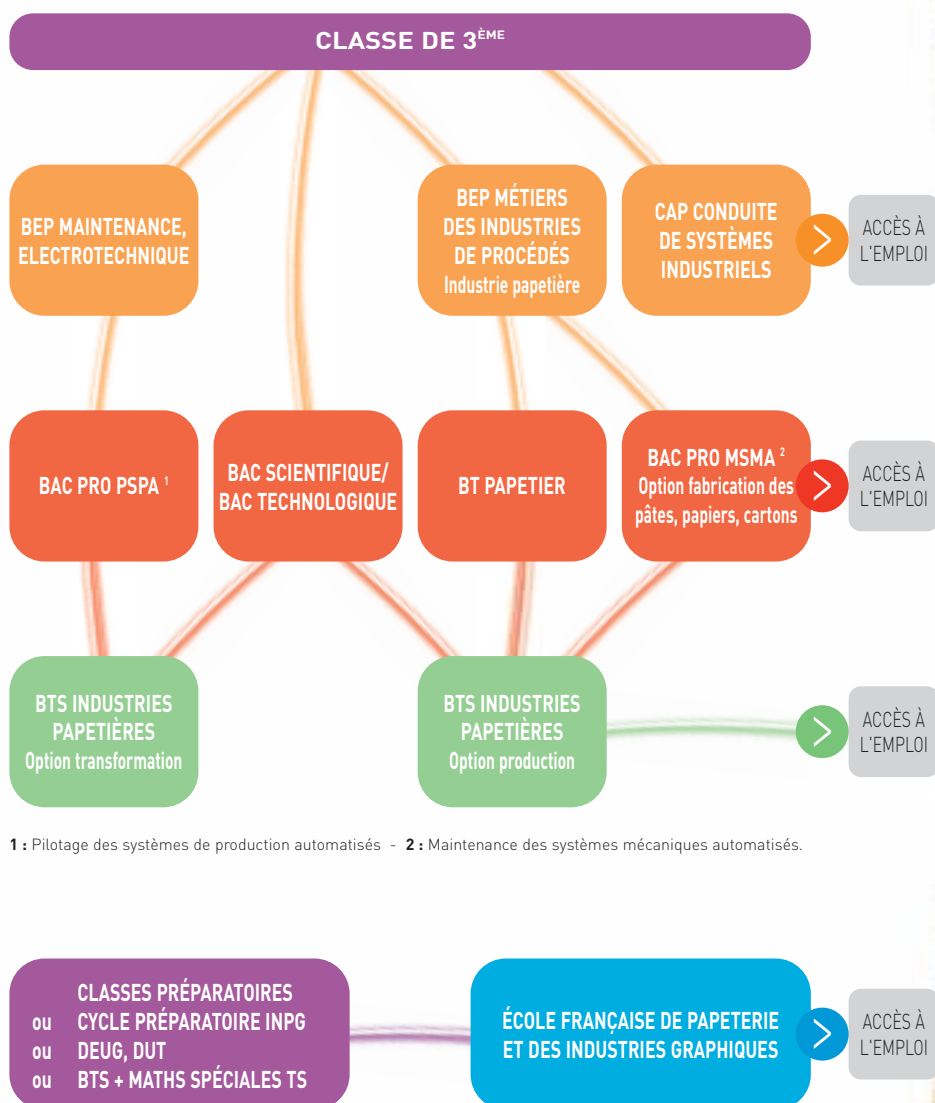 CLASSE DE 3ÈME
BEP MAINTENANCE,
ELECTROTECHNIQUE
BEP MÉTIERS
DES INDUSTRIES
DE PROCÉDÉS
Industrie papetière
CAP CONDUITE
DE SYSTÈMES
INDUSTRIELS
ACCÈS À
L'EMPLOI
BAC PRO PSPA 1
BAC SCIENTIFIQUE/
BAC TECHNOLOGIQUE
BT PAPETIER
BAC PRO MSMA 2
Option fabrication des
pâtes, papiers, cartons
ACCÈS À
L'EMPLOI
BTS INDUSTRIES
PAPETIÈRES
Option transformation
BTS INDUSTRIES
PAPETIÈRES
Option production
ACCÈS À
L'EMPLOI
1 : Pilotage des systèmes de production automatisés - 2 : Maintenance des systèmes mécaniques automatisés.
CLASSES PRÉPARATOIRES
ou CYCLE PRÉPARATOIRE INPG
ou DEUG, DUT
ou BTS + MATHS SPÉCIALES TS
ÉCOLE FRANÇAISE DE PAPETERIE
ET DES INDUSTRIES GRAPHIQUES
ACCÈS À
L'EMPLOI